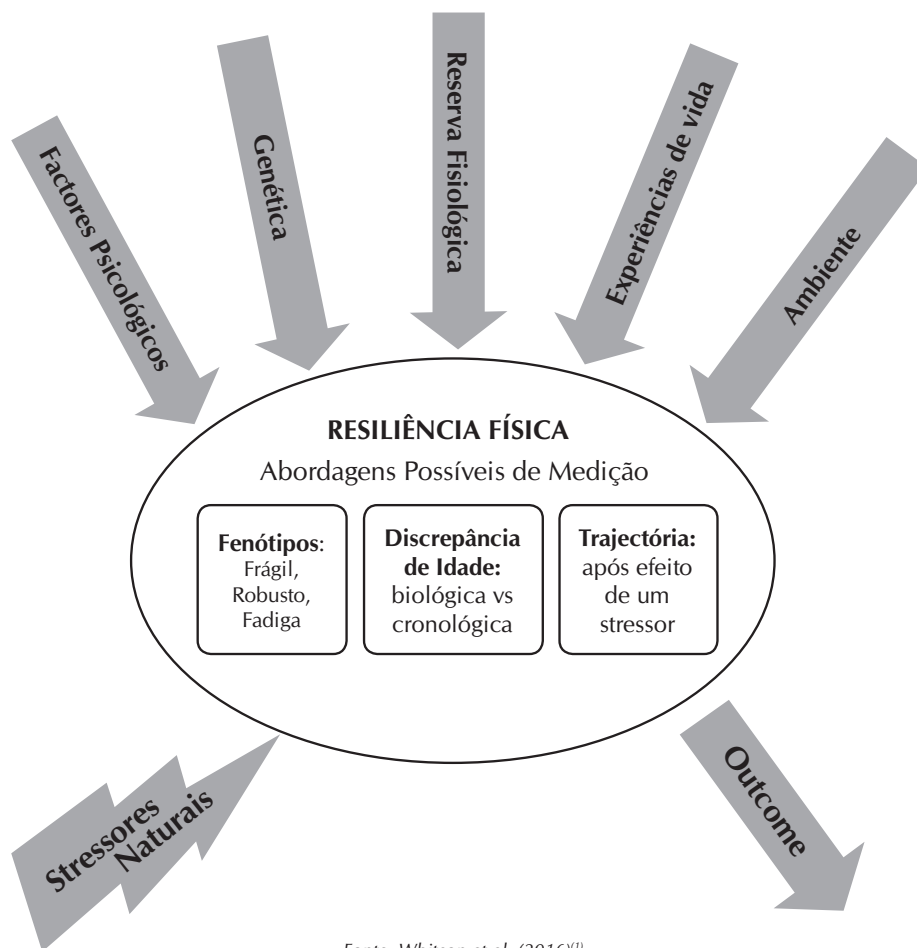 Factores Psicológicos
Genética
Reserva Fisiológica
Experiências de vida
Ambiente
RESILIÊNCIA FÍSICA
Abordagens Possíveis de Medição
Fenótipos:
Frágil,
Robusto,
Fadiga
Discrepância
de Idade:
biológica vs
cronológica
Trajectória:
após efeito
de um
stressor
Stressores
Naturais
Outcome
Fonte: Whitson et al. (2016)(1)